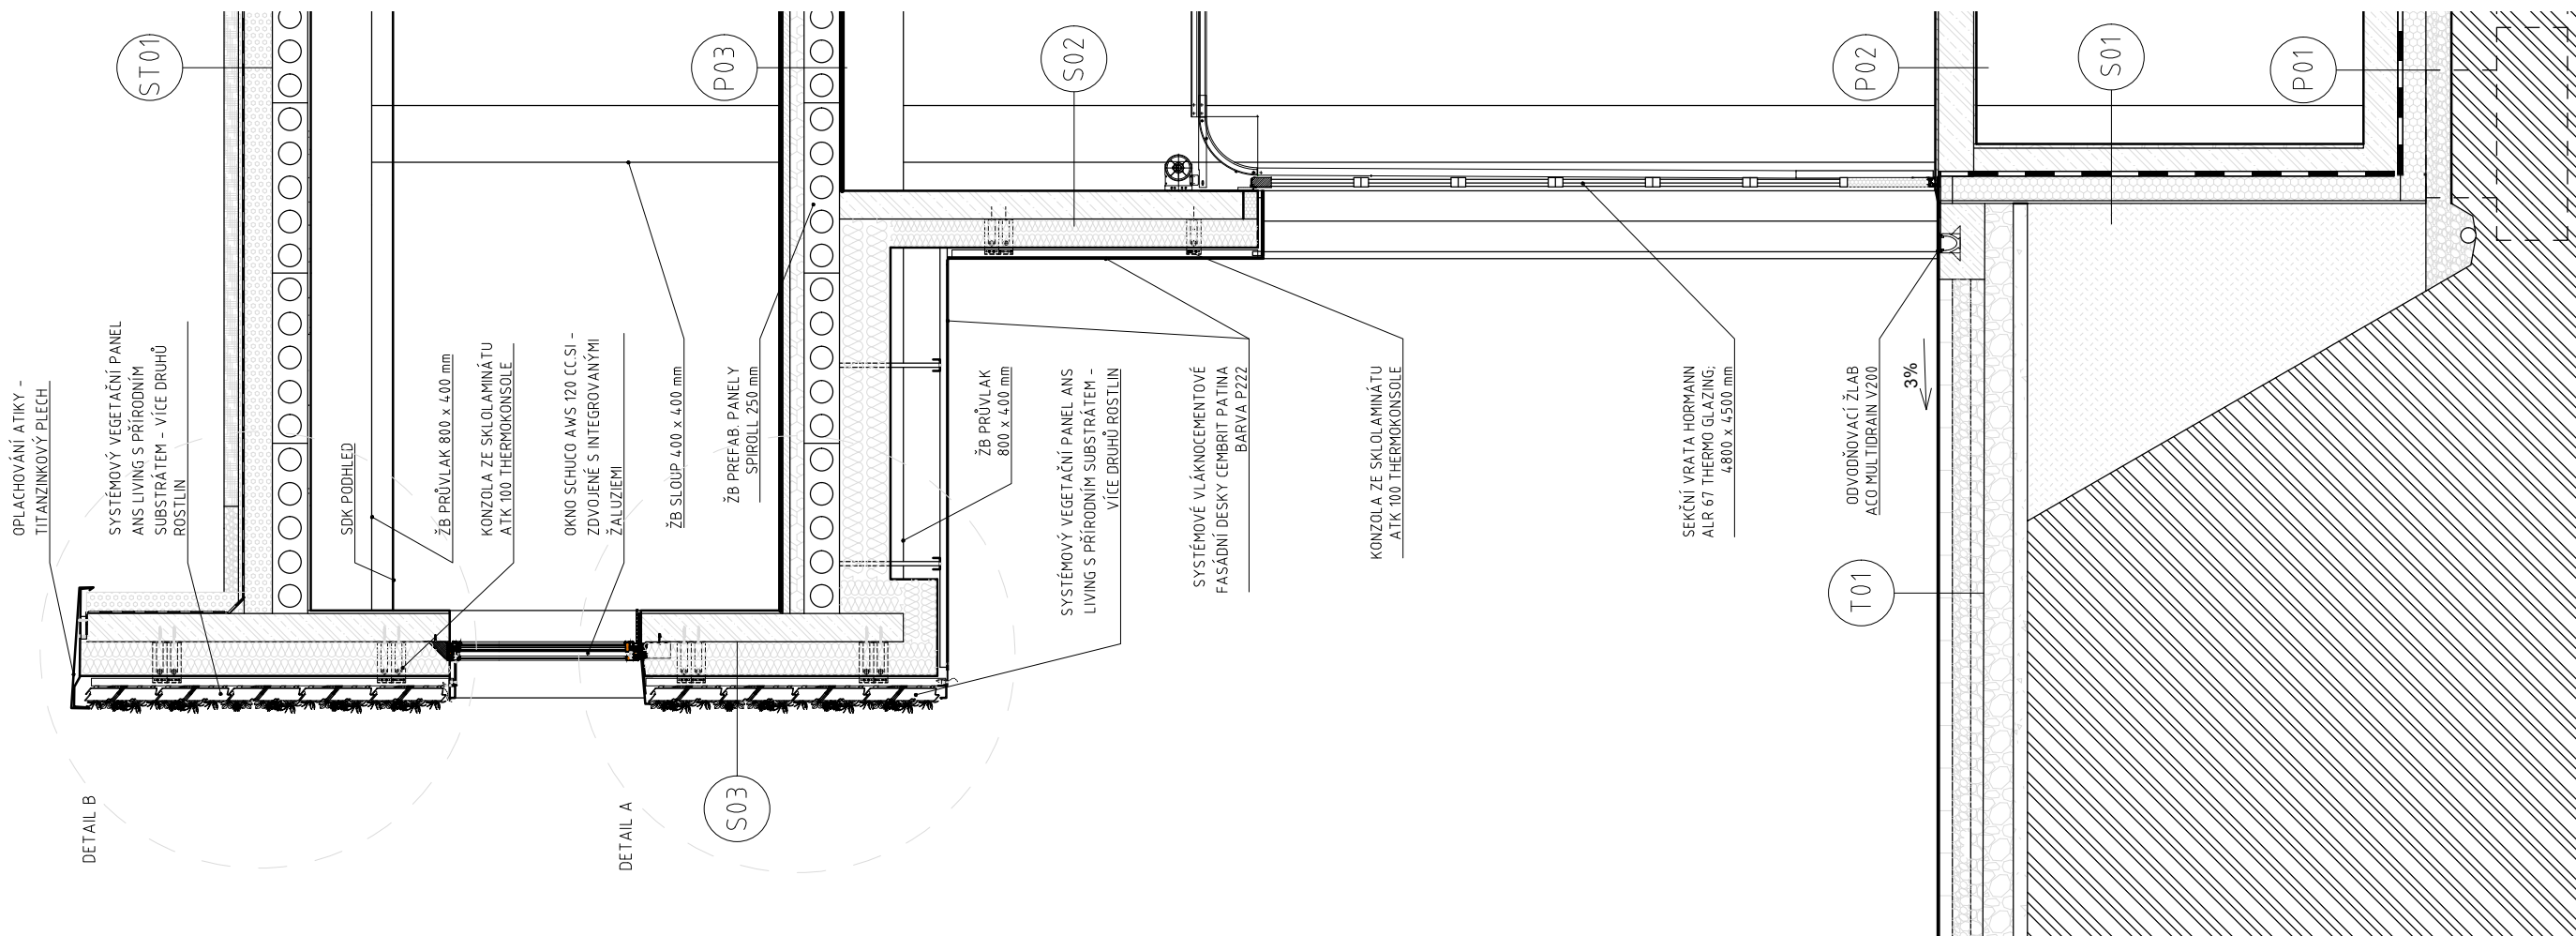 OPLACHOVÁNÍ ATIKY -
TITANZINKOVÝ PLECH
SYSTÉMOVÝ VEGETAČNÍ PANEL
ANS LIVING S PŘÍRODNÍM
SUBSTRÁTEM - VÍCE DRUHŮ
ROSTLIN
ST01
SDK PODHLED
ŽB PRŮVLAK 800 x 400 mm
KONZOLA ZE SKLOLAMINÁTU
ATK 100 THERMOKONSOLE
OKNO SCHUCO AWS 120 CC.SI -
ZDVOJENÉ S INTEGROVANÝMI
ŽALUZIEMI
ŽB SLOUP 400 x 400 mm
P03
ŽB PREFAB. PANELY
SPIROLL 250 mm
DETAIL B
DETAIL A
S03
ŽB PRŮVLAK
800 x 400 mm
S02
SYSTÉMOVÝ VEGETAČNÍ PANEL ANS
LIVING S PŘÍRODNÍM SUBSTRÁTEM -
VÍCE DRUHŮ ROSTLIN
SYSTÉMOVÉ VLÁKNOCEMENTOVÉ
FASÁDNÍ DESKY CEMBRIT PATINA
BARVA P222
KONZOLA ZE SKLOLAMINÁTU
ATK 100 THERMOKONSOLE
SEKČNÍ VRATA HORMANN
ALR 67 THERMO GLAZING;
4800 x 4500 mm
ODVODŇOVACÍ ŽLAB
ACO MULTIDRAIN V200
3%
T01
P02
S01
P01